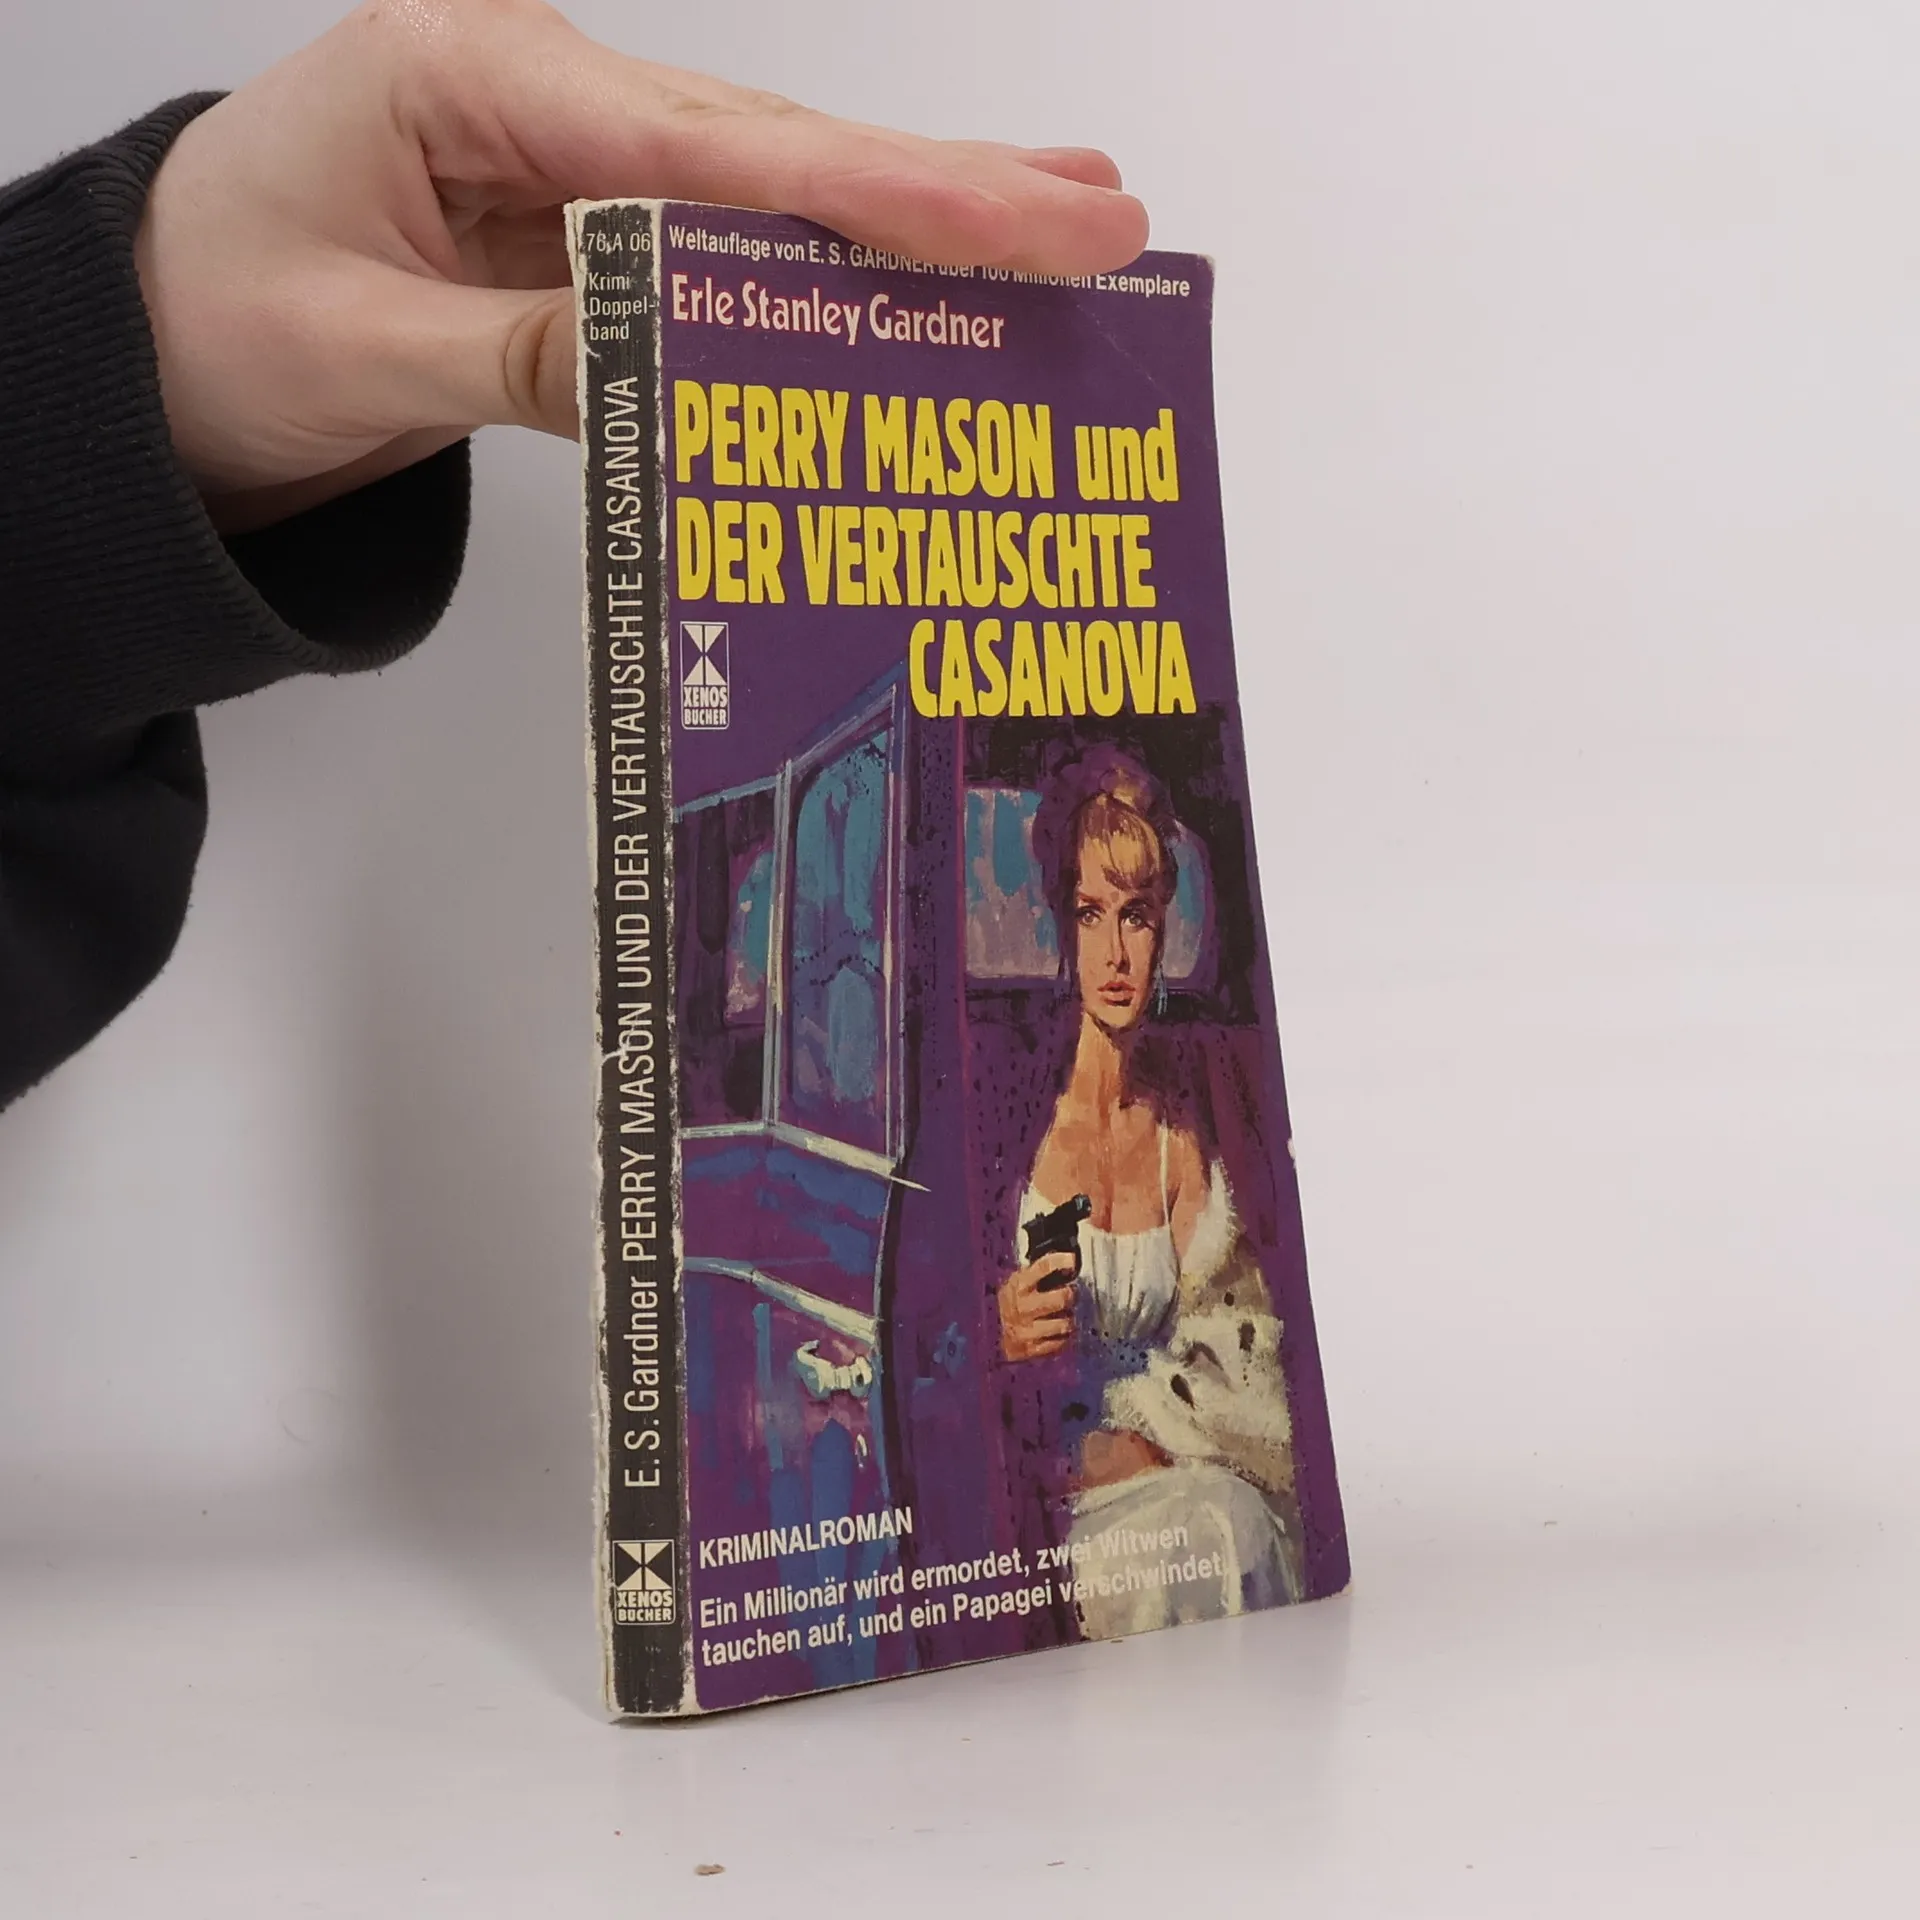 76 A 06
Krimi
Doppel-
band
E. S. Gardner PERRY MASON UND DER VERTAUSCHTE CASANOVA
XENOS
BÜCHER
Weltauflage von E. S. GARDNER über 100 Millionen Exemplare
Erle Stanley Gardner
PERRY MASON und
DER VERTAUSCHTE
CASANOVA
XENOS
BÜCHER
KRIMINALROMAN
Ein Millionär wird ermordet, zwei Witwen
tauchen auf, und ein Papagei verschwindet